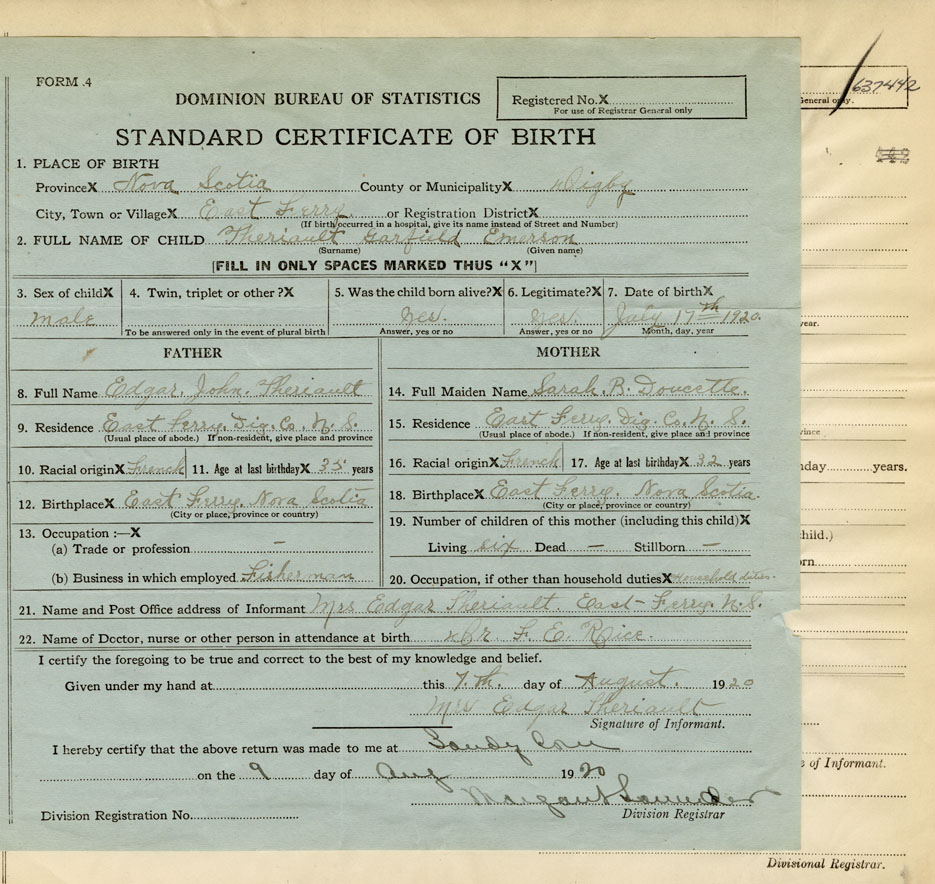 FORM 4
637442
General only.
DOMINION BUREAU OF STATISTICS
Registered No. X
For use of Registrar General only
STANDARD CERTIFICATE OF BIRTH
1. PLACE OF BIRTH
Province X Nova Scotia County or Municipality X Digby
City, Town or Village X East Ferry. or Registration District X
(If birth occurred in a hospital, give its name instead of Street and Number)
2. FULL NAME OF CHILD Theriault Garfield Emerson
(Surname) (Given name)
[FILL IN ONLY SPACES MARKED THUS “X”]
3. Sex of child X 4. Twin, triplet or other? X 5. Was the child born alive? X 6. Legitimate? X 7. Date of birth X
male Yes. Yes. July 17th 1920.
To be answered only in the event of plural birth Answer, yes or no Answer, yes or no Month, day, year
year.
FATHER MOTHER
8. Full Name Edgar. John. Theriault 14. Full Maiden Name Sarah. B. Doucette.
9. Residence East Ferry. Dig. Co. N. S. 15. Residence East Ferry. Dig. Co. N. S.
(Usual place of abode.) If non-resident, give place and province (Usual place of abode.) If non-resident, give place and province
10. Racial origin X French 11. Age at last birthday X 35 years 16. Racial origin X French 17. Age at last birthday X 32 years
day years.
12. Birthplace X East Ferry. Nova Scotia 18. Birthplace X East Ferry. Nova Scotia.
(City or place, province or country) (City or place, province or country)
13. Occupation:—X 19. Number of children of this mother (including this child) X
child.)
(a) Trade or profession – Living six Dead – Stillborn –
(b) Business in which employed Fisherman 20. Occupation, if other than household duties X Household duties.
21. Name and Post Office address of Informant Mrs Edgar Theriault. East-Ferry. N. S.
22. Name of Doctor, nurse or other person in attendance at birth Dr F. E. Rice.
I certify the foregoing to be true and correct to the best of my knowledge and belief.
Given under my hand at this 7.th. day of August. 1920
Mrs Edgar Theriault
Signature of Informant.
I hereby certify that the above return was made to me at Sandy Cove
of Informant.
on the 9 day of Aug 1920
Margaret Saunders
Division Registration No. Division Registrar
Divisional Registrar.